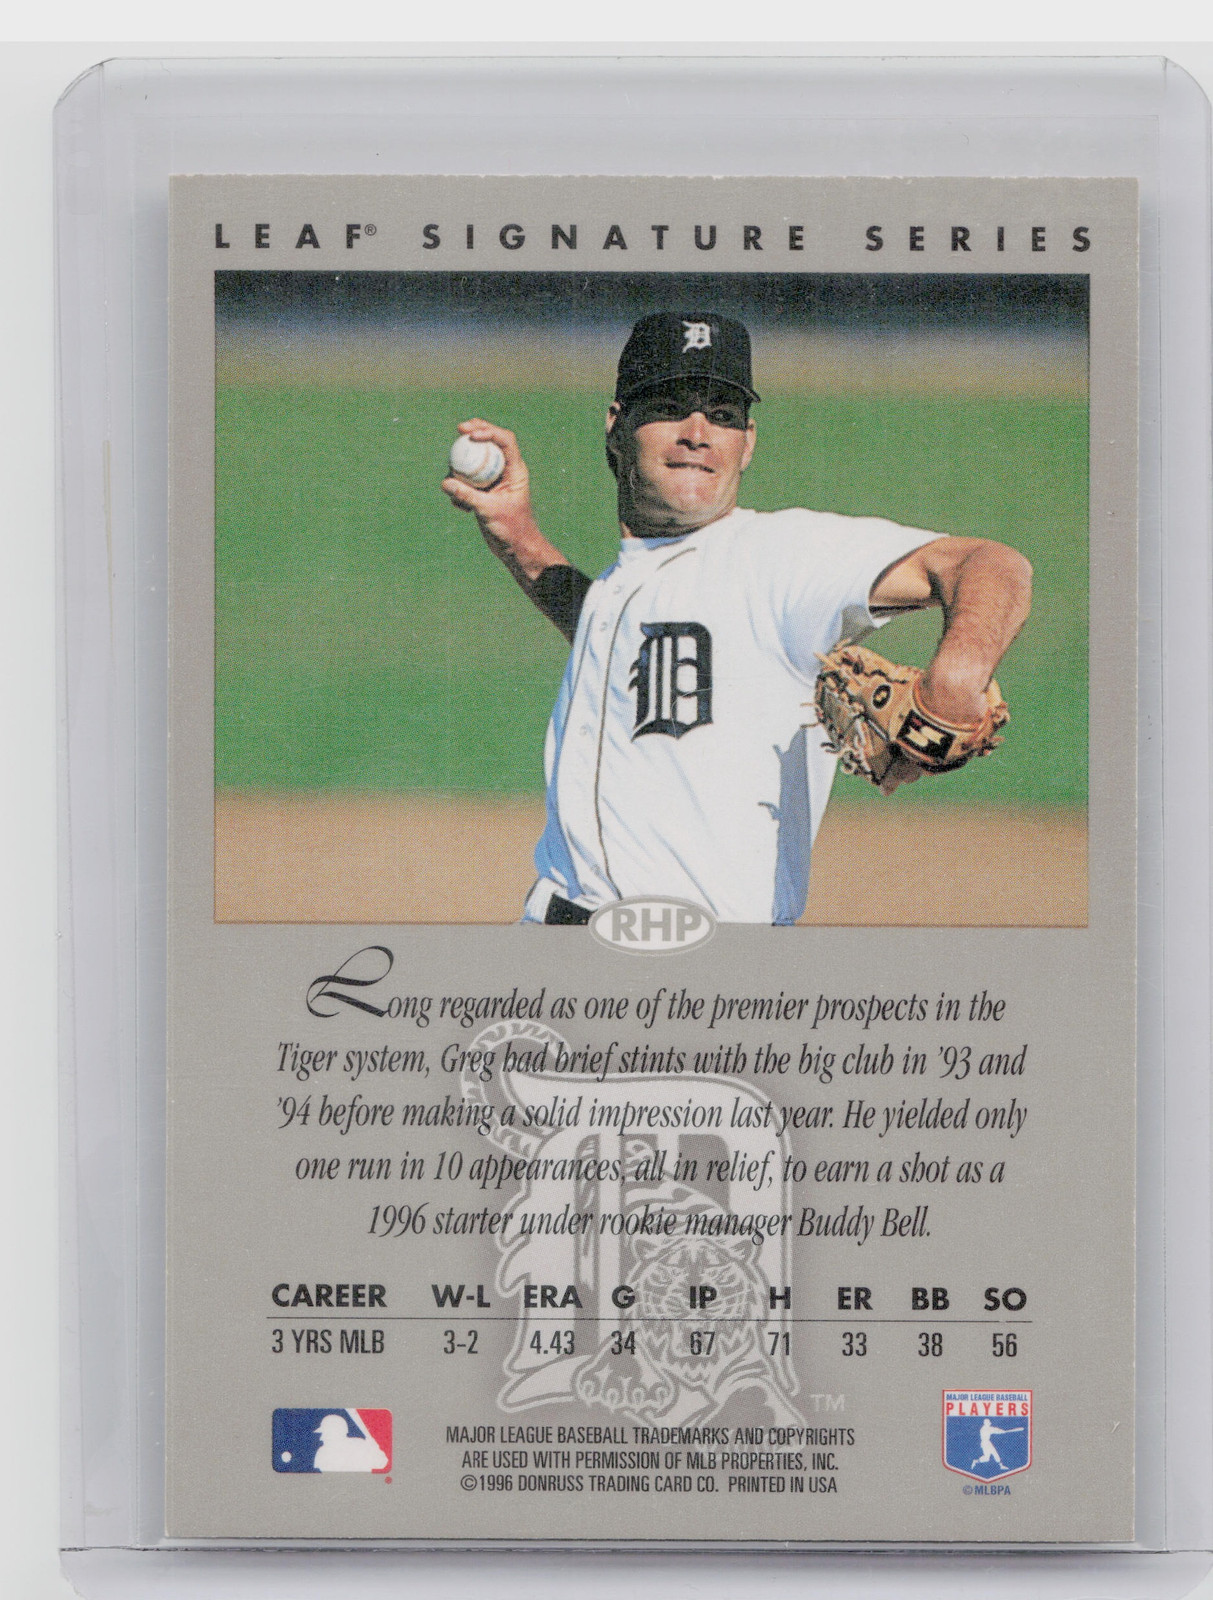 LEAF® SIGNATURE SERIES
D
D
RHP
Long regarded as one of the premier prospects in the
Tiger system, Greg had brief stints with the big club in '93 and
'94 before making a solid impression last year. He yielded only
one run in 10 appearances, all in relief, to earn a shot as a
1996 starter under rookie manager Buddy Bell.
CAREER W-L ERA G IP H ER BB SO
3 YRS MLB 3-2 4.43 34 67 71 33 38 56
TM
MAJOR LEAGUE BASEBALL TRADEMARKS AND COPYRIGHTS
ARE USED WITH PERMISSION OF MLB PROPERTIES, INC.
©1996 DONRUSS TRADING CARD CO. PRINTED IN USA
MAJOR LEAGUE BASEBALL
PLAYERS
©MLBPA